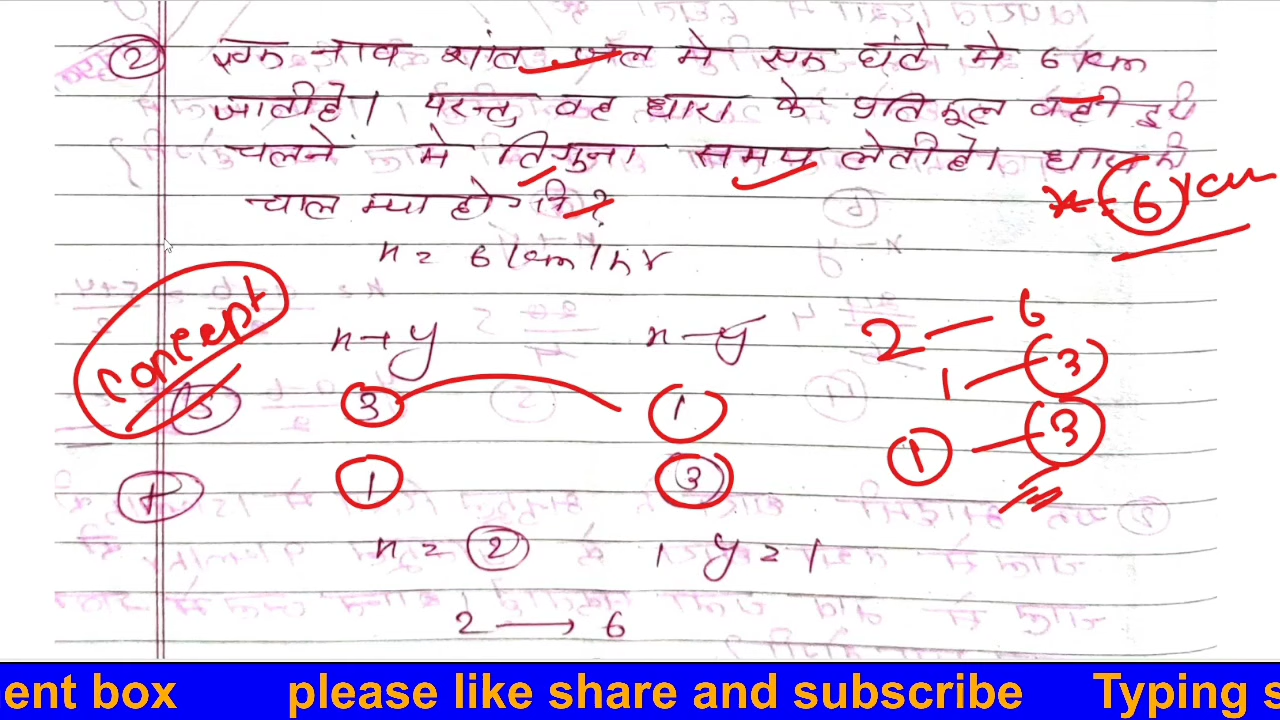 ② एक नाव शांत जल मे एक घंटे मे 6 km
जाती है। परन्तु वह धारा के प्रतिकूल वही दुरी
चलने मे तिगुना समय लेती है। धारा की
चाल क्या होगी?
6 km
x = 6 km/hr
concept
x+y x-y
S 3 1
T 1 3
2 — 6
1 — 3
1 — 3
x = 2 , y = 1
2 → 6
ent box please like share and subscribe Typing s